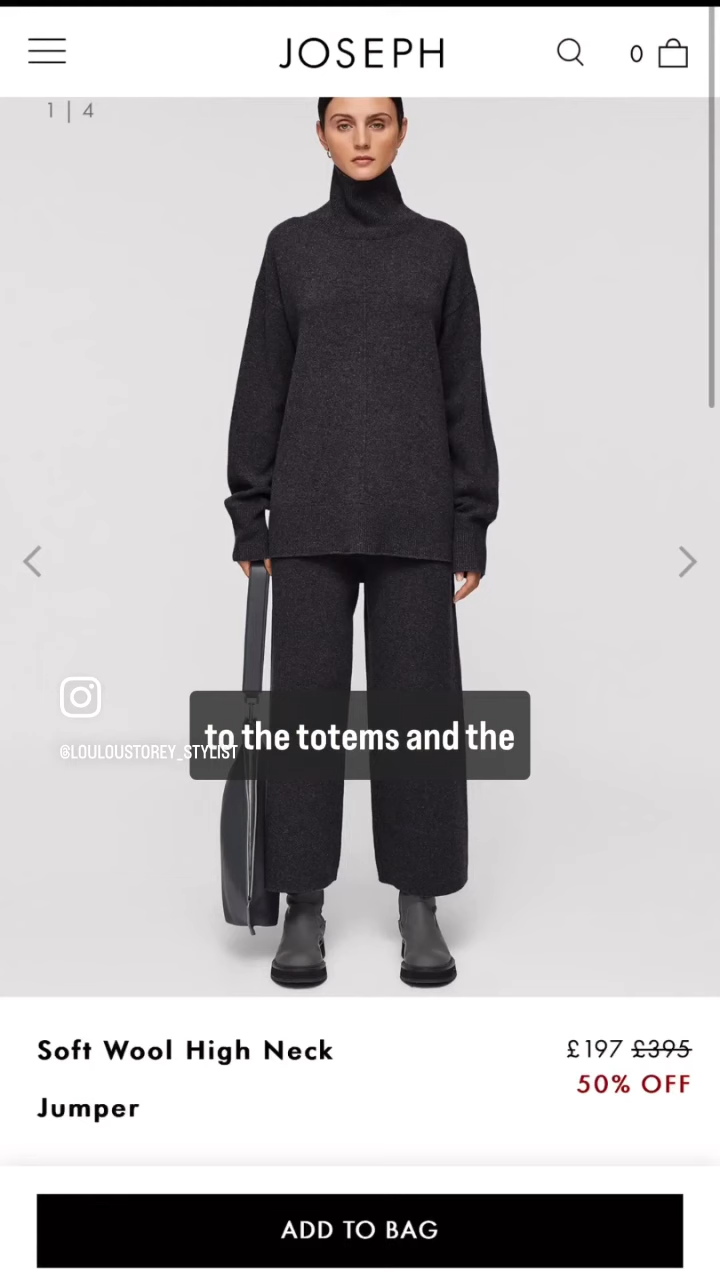 JOSEPH
0
1 | 4
to the totems and the
@LOULOUSTOREY_STYLIST
Soft Wool High Neck
Jumper
£197 £395
50% OFF
ADD TO BAG